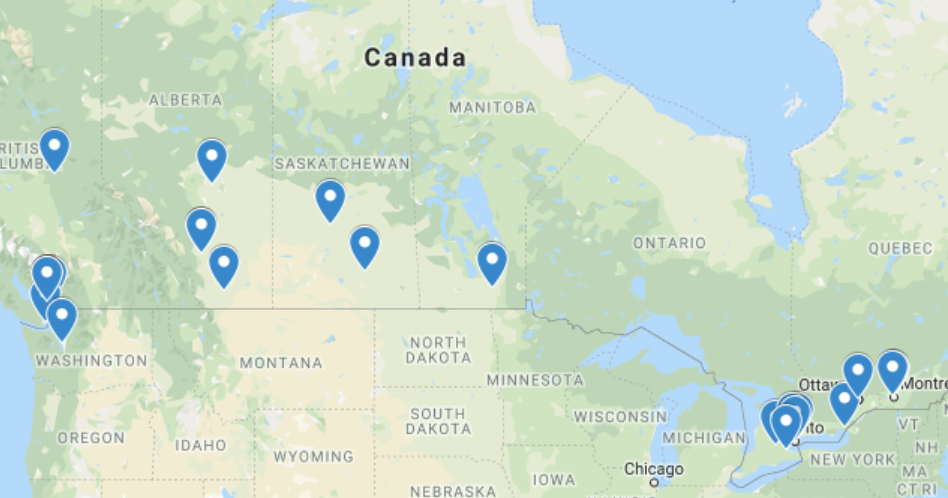 Canada
ALBERTA
MANITOBA
RITIS
LUMB
SASKATCHEWAN
ONTARIO
QUEBEC
WASHINGTON
MONTANA
NORTH
DAKOTA
MINNESOTA
Ottaw
Montre
SOUTH
DAKOTA
WISCONSIN
nto
OREGON
IDAHO
WYOMING
MICHIGAN
VT
NH
NEW YORK
Chicago
MA
IOWA
NEBRASKA
CT RI